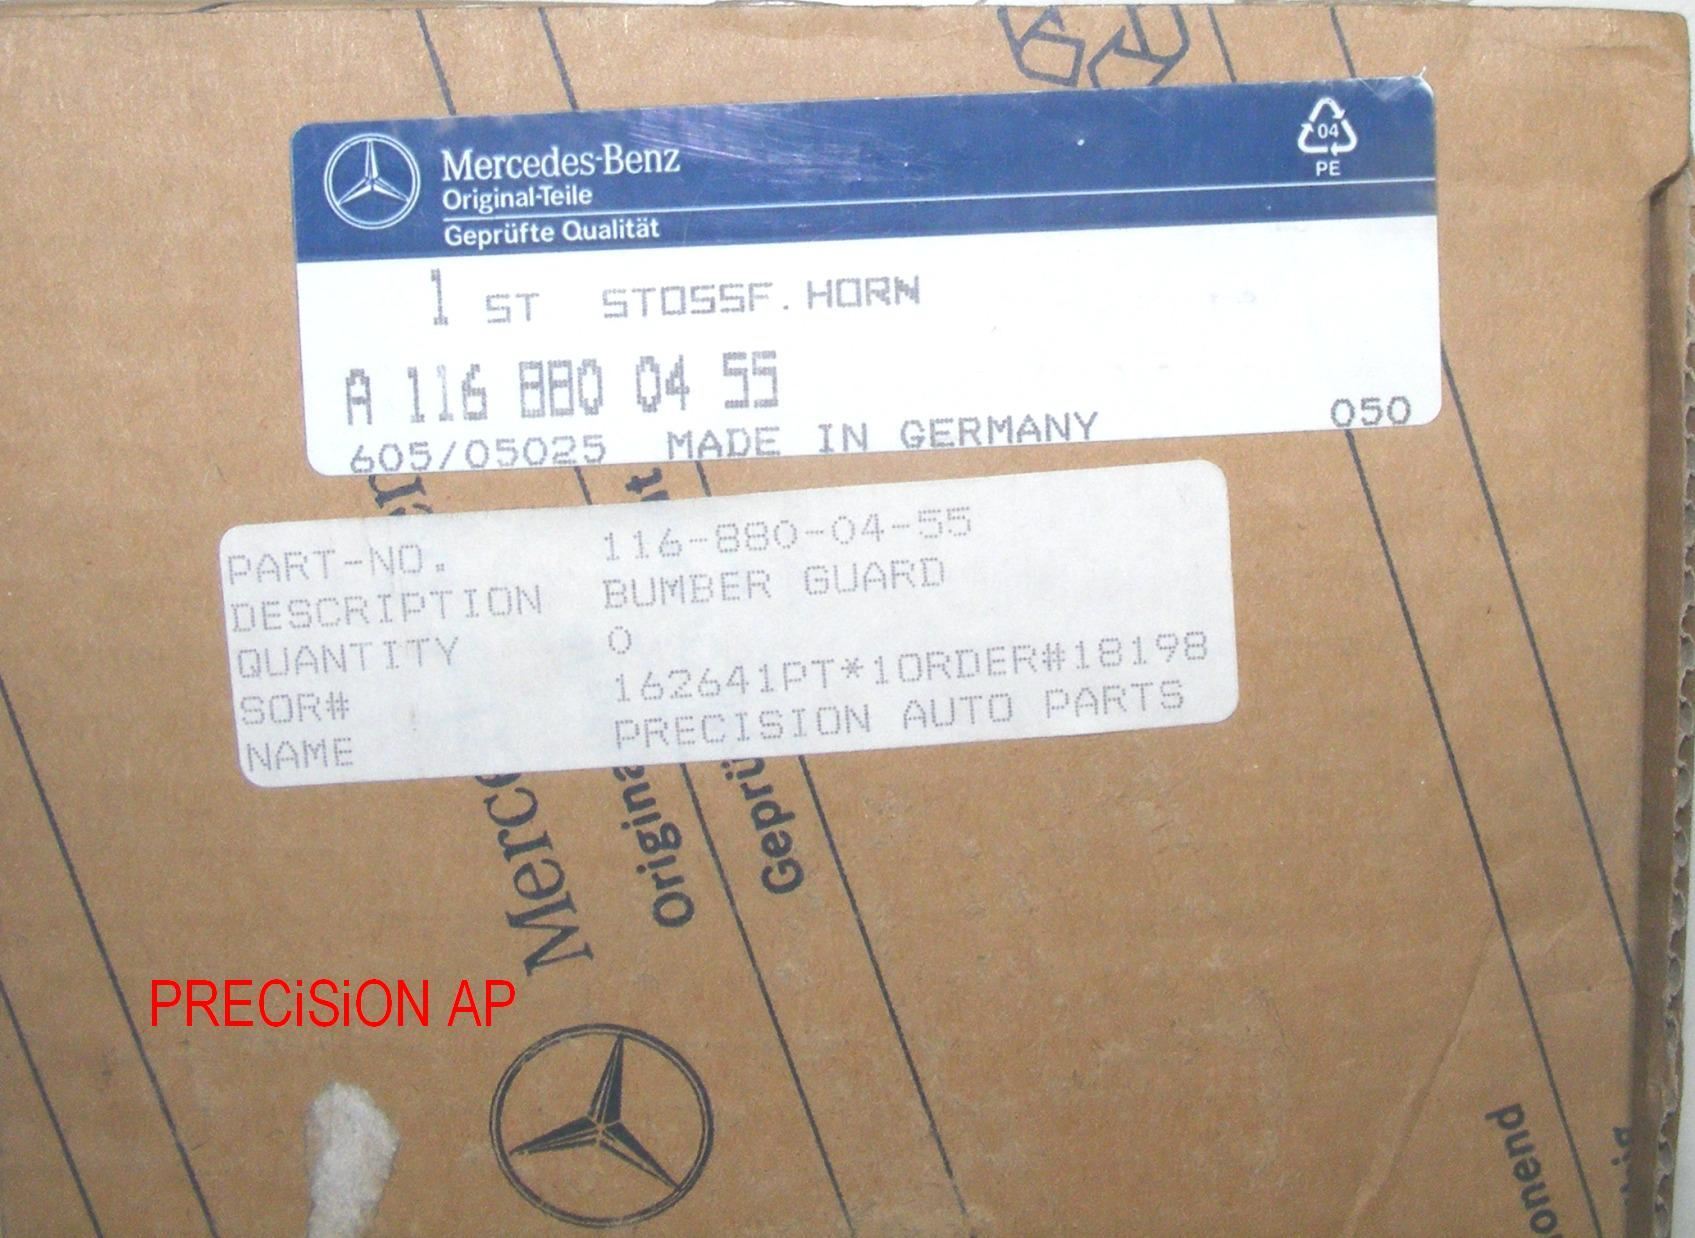 Mercedes-Benz
Original-Teile
Geprüfte Qualität
04
PE
1 ST STOSSF. HORN
A 116 880 04 55
605/05025 MADE IN GERMANY 050
PART-NO. 116-880-04-55
DESCRIPTION BUMBER GUARD
QUANTITY 0
SOR# 162641PT*1ORDER#18198
NAME PRECISION AUTO PARTS
Merce
Origina
Geprü
PRECiSiON AP
onend